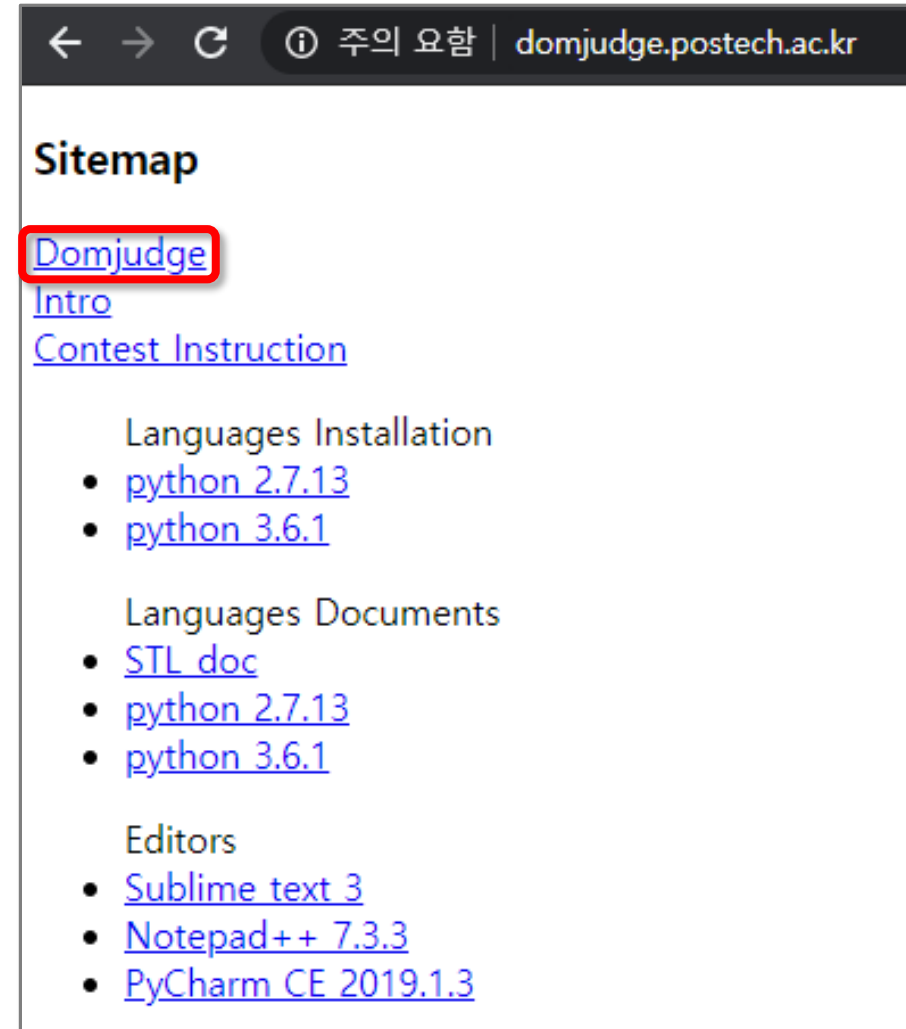 주의 요함 | domjudge.postech.ac.kr
Sitemap
Domjudge
Intro
Contest Instruction
Languages Installation
• python 2.7.13
• python 3.6.1
Languages Documents
• STL doc
• python 2.7.13
• python 3.6.1
Editors
• Sublime text 3
• Notepad++ 7.3.3
• PyCharm CE 2019.1.3